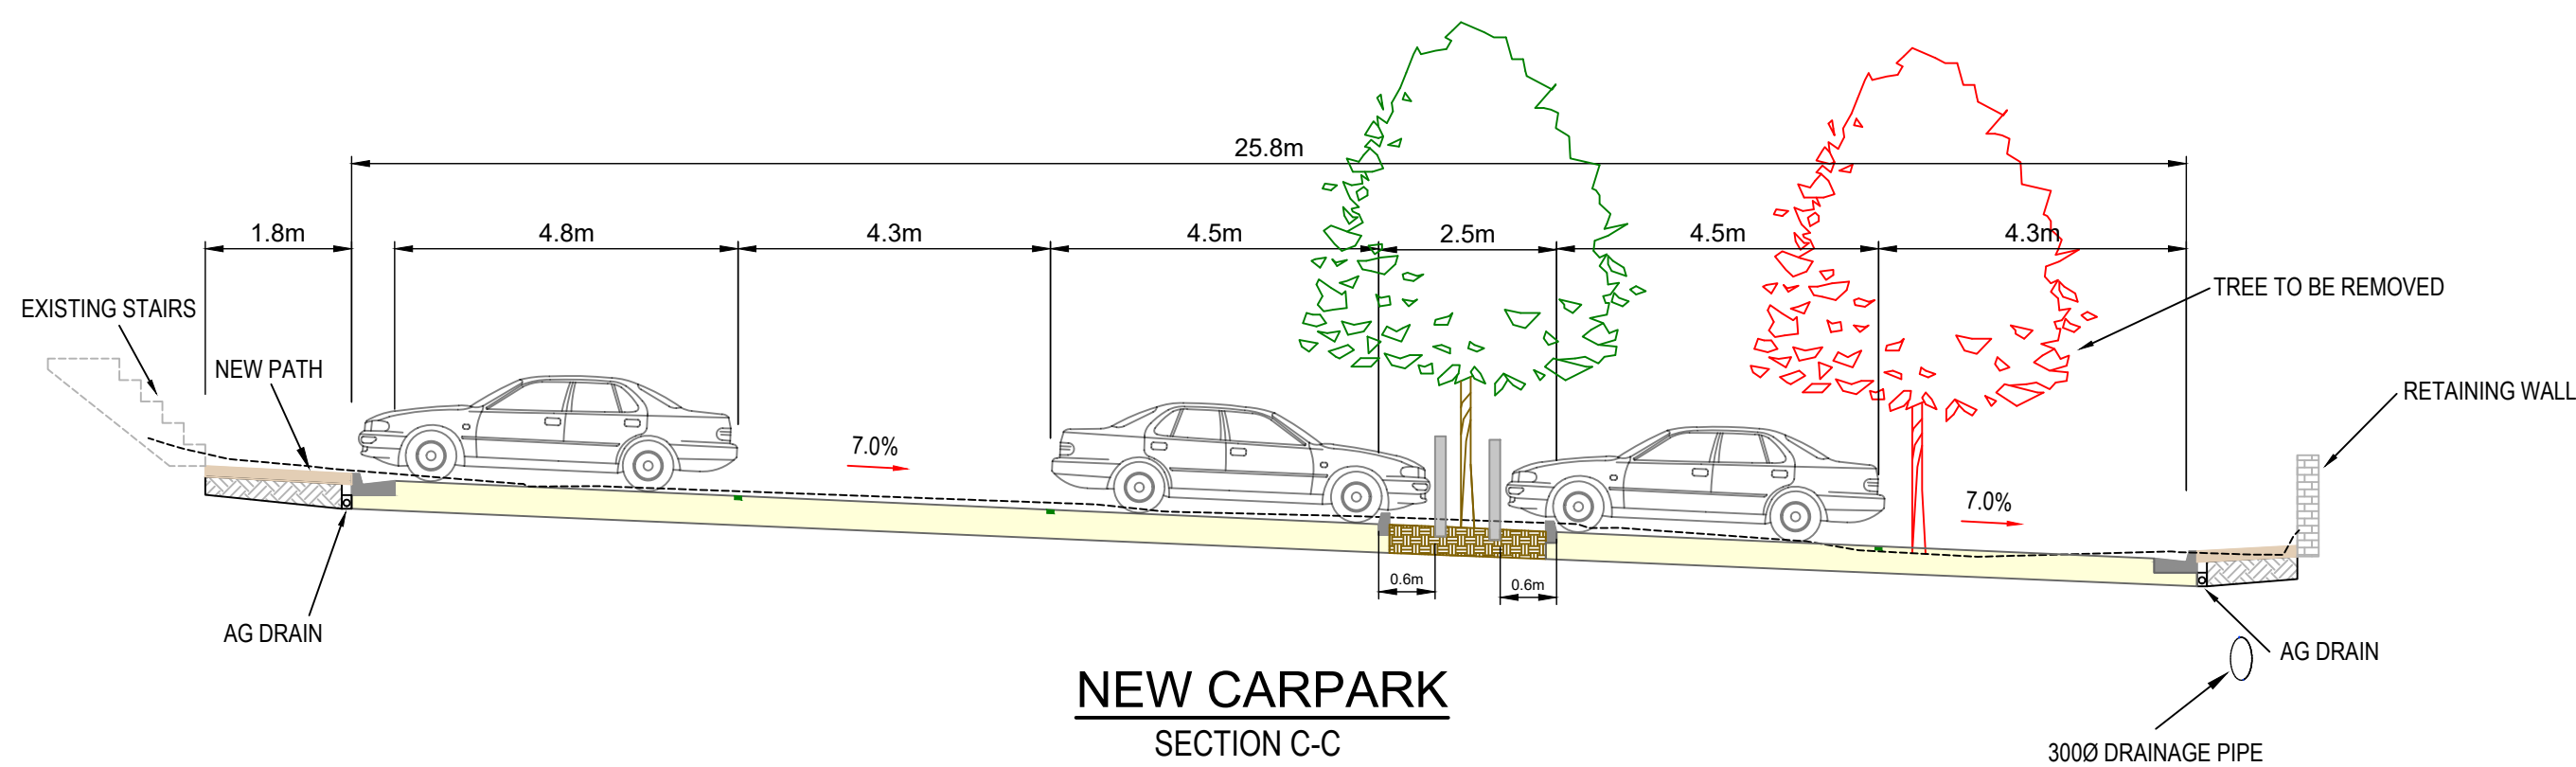 25.8m
1.8m
4.8m
4.3m
4.5m
2.5m
4.5m
4.3m
TREE TO BE REMOVED
EXISTING STAIRS
NEW PATH
RETAINING WALL
7.0%
7.0%
0.6m
0.6m
AG DRAIN
AG DRAIN
NEW CARPARK
SECTION C-C
300Ø DRAINAGE PIPE